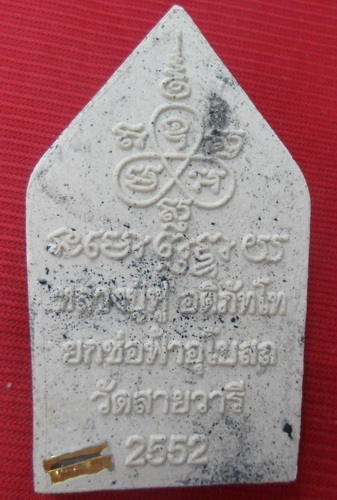 หลวงปู่ฟู อติภัทโท
ยกช่อฟ้าอุโบสถ
วัดสายวารี
2552